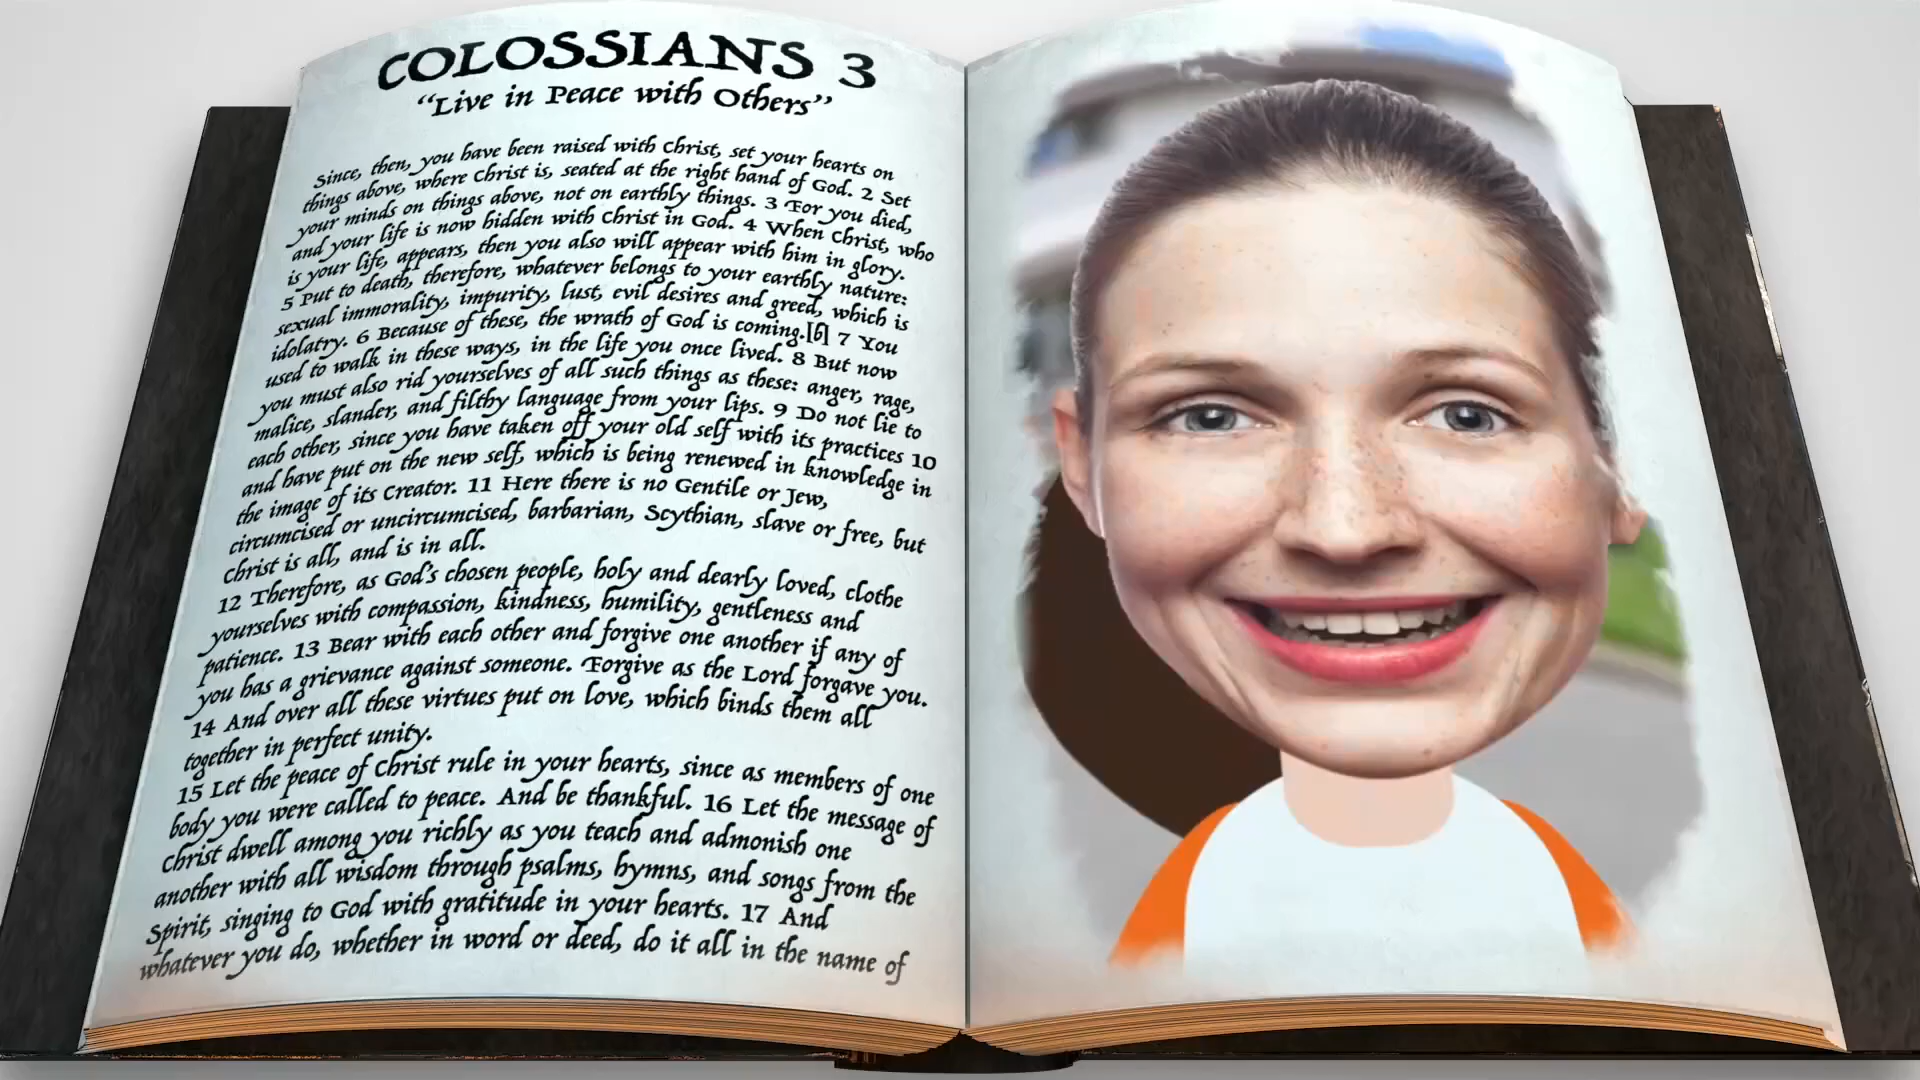 COLOSSIANS 3
“Live in Peace with Others”
Since, then, you have been raised with Christ, set your hearts on
things above, where Christ is, seated at the right hand of God. 2 Set
your minds on things above, not on earthly things. 3 For you died,
and your life is now hidden with Christ in God. 4 When Christ, who
is your life, appears, then you also will appear with him in glory.
5 Put to death, therefore, whatever belongs to your earthly nature:
sexual immorality, impurity, lust, evil desires and greed, which is
idolatry. 6 Because of these, the wrath of God is coming.[b] 7 You
used to walk in these ways, in the life you once lived. 8 But now
you must also rid yourselves of all such things as these: anger, rage,
malice, slander, and filthy language from your lips. 9 Do not lie to
each other, since you have taken off your old self with its practices 10
and have put on the new self, which is being renewed in knowledge in
the image of its Creator. 11 Here there is no Gentile or Jew,
circumcised or uncircumcised, barbarian, Scythian, slave or free, but
Christ is all, and is in all.
12 Therefore, as God's chosen people, holy and dearly loved, clothe
yourselves with compassion, kindness, humility, gentleness and
patience. 13 Bear with each other and forgive one another if any of
you has a grievance against someone. Forgive as the Lord forgave you.
14 And over all these virtues put on love, which binds them all
together in perfect unity.
15 Let the peace of Christ rule in your hearts, since as members of one
body you were called to peace. And be thankful. 16 Let the message of
Christ dwell among you richly as you teach and admonish one
another with all wisdom through psalms, hymns, and songs from the
Spirit, singing to God with gratitude in your hearts. 17 And
whatever you do, whether in word or deed, do it all in the name of